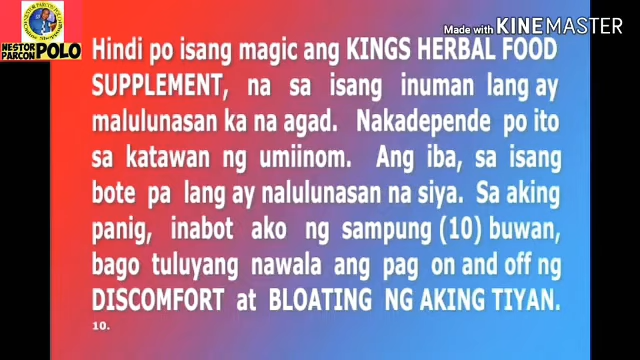 NESTOR
PARCON POLO
Made with KINEMASTER
Hindi po isang magic ang KINGS HERBAL FOOD
SUPPLEMENT, na sa isang inuman lang ay
malulunasan ka na agad. Nakadepende po ito
sa katawan ng umiinom. Ang iba, sa isang
bote pa lang ay nalulunasan na siya. Sa aking
panig, inabot ako ng sampung (10) buwan,
bago tuluyang nawala ang pag on and off ng
DISCOMFORT at BLOATING NG AKING TIYAN.
10.